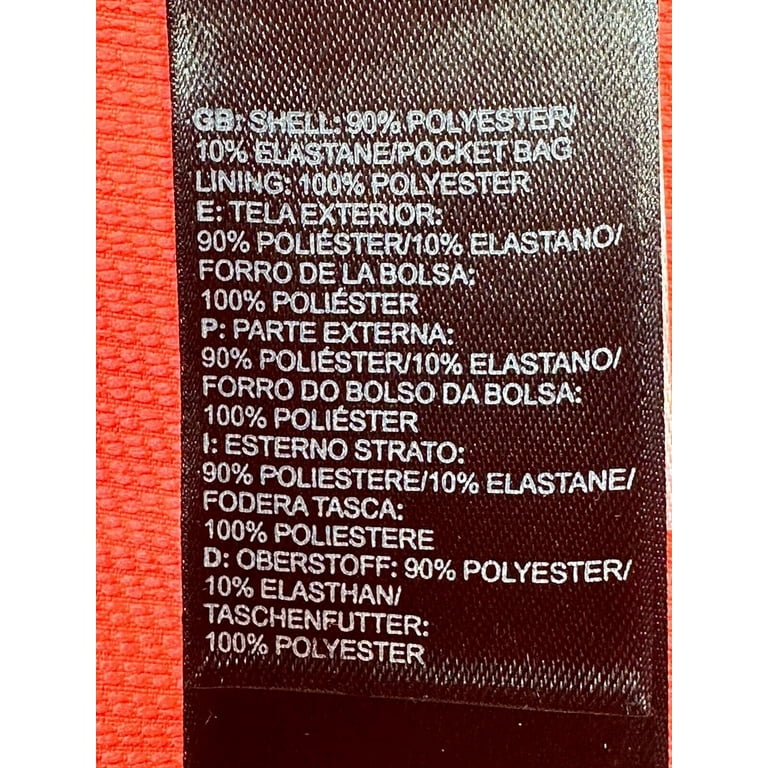 GB: SHELL: 90% POLYESTER/
10% ELASTANE/POCKET BAG
LINING: 100% POLYESTER
E: TELA EXTERIOR:
90% POLIÉSTER/10% ELASTANO/
FORRO DE LA BOLSA:
100% POLIÉSTER
P: PARTE EXTERNA:
90% POLIÉSTER/10% ELASTANO/
FORRO DO BOLSO DA BOLSA:
100% POLIÉSTER
I: ESTERNO STRATO:
90% POLIESTERE/10% ELASTANE/
FODERA TASCA:
100% POLIESTERE
D: OBERSTOFF: 90% POLYESTER/
10% ELASTHAN/
TASCHENFUTTER:
100% POLYESTER